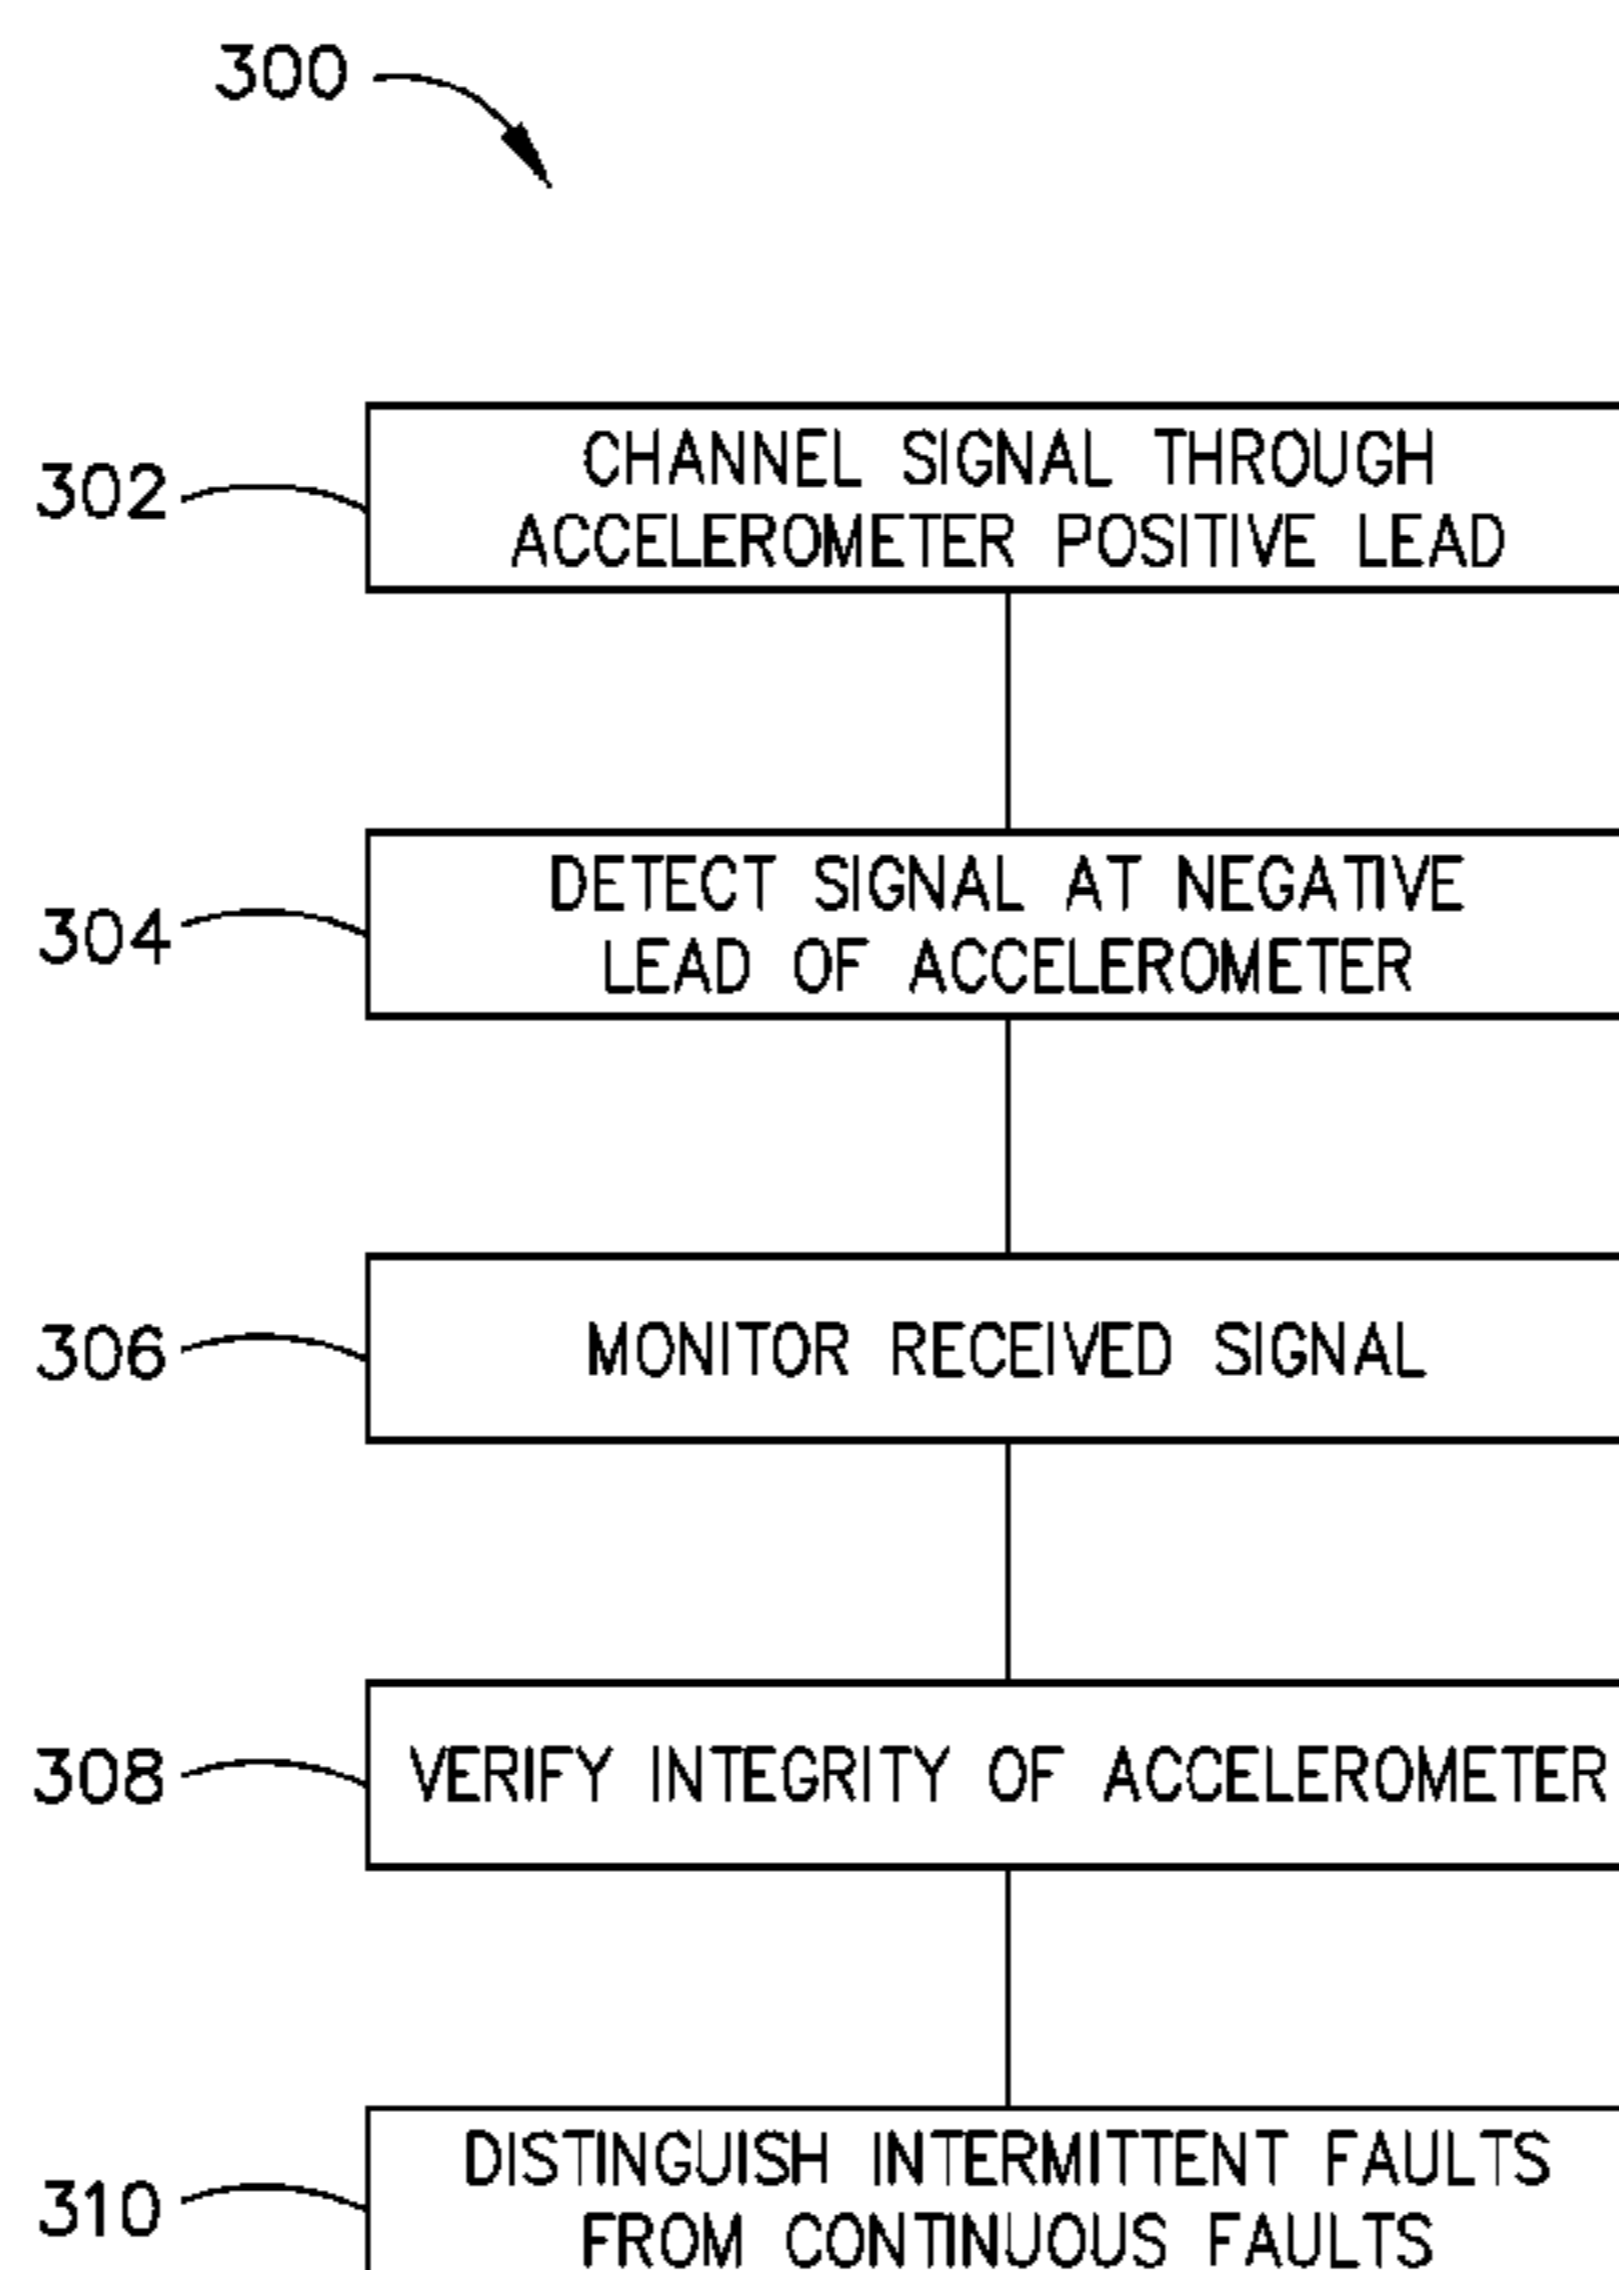 300
302
CHANNEL SIGNAL THROUGH
ACCELEROMETER POSITIVE LEAD
304
DETECT SIGNAL AT NEGATIVE
LEAD OF ACCELEROMETER
306
MONITOR RECEIVED SIGNAL
308
VERIFY INTEGRITY OF ACCELEROMETER
310
DISTINGUISH INTERMITTENT FAULTS
FROM CONTINUOUS FAULTS